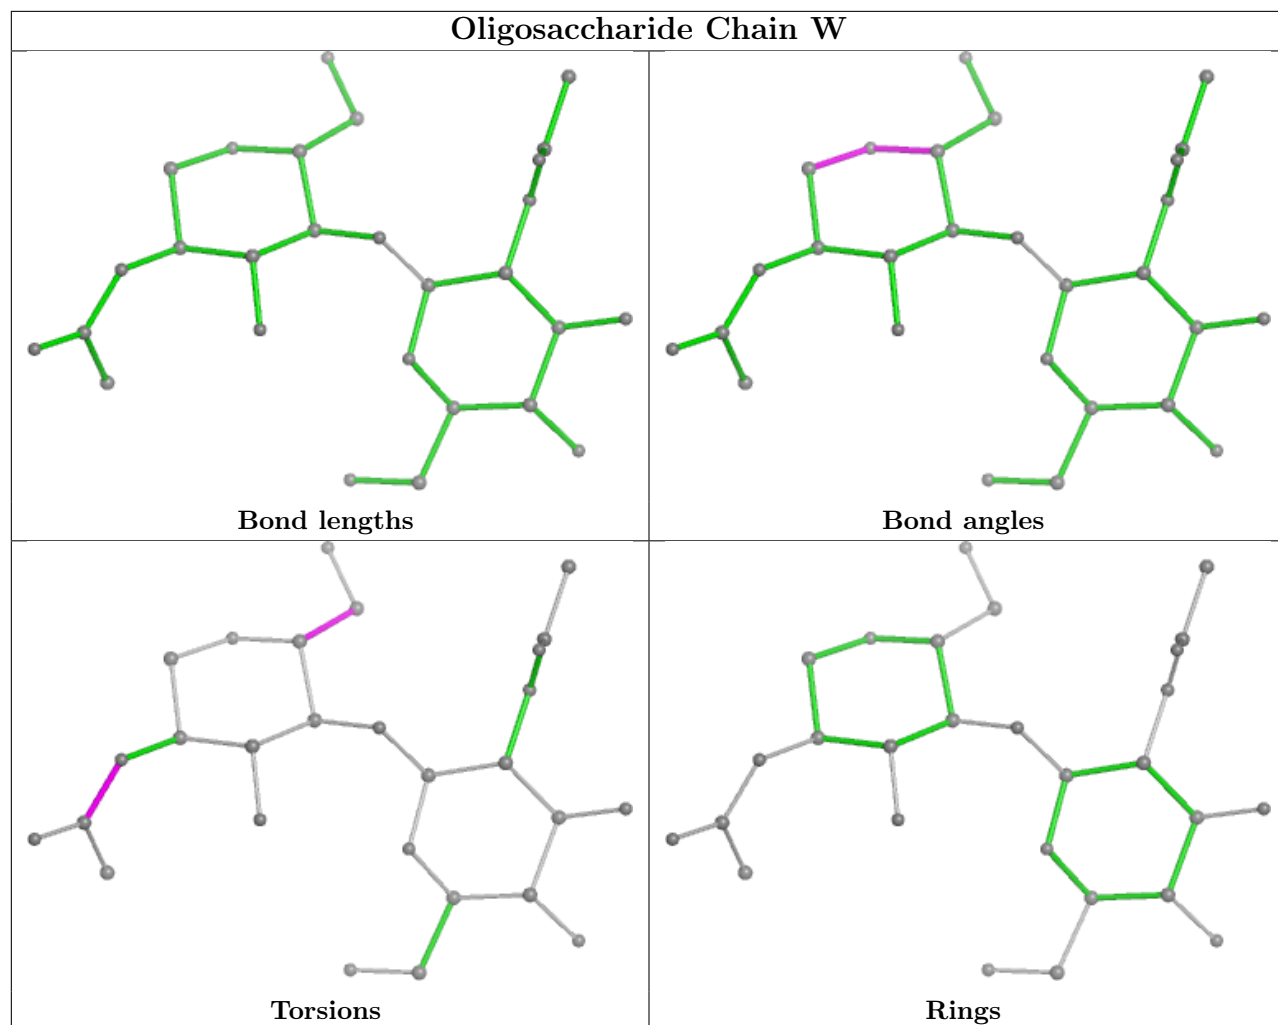 Oligosaccharide Chain W
Bond lengths
Bond angles
Torsions
Rings